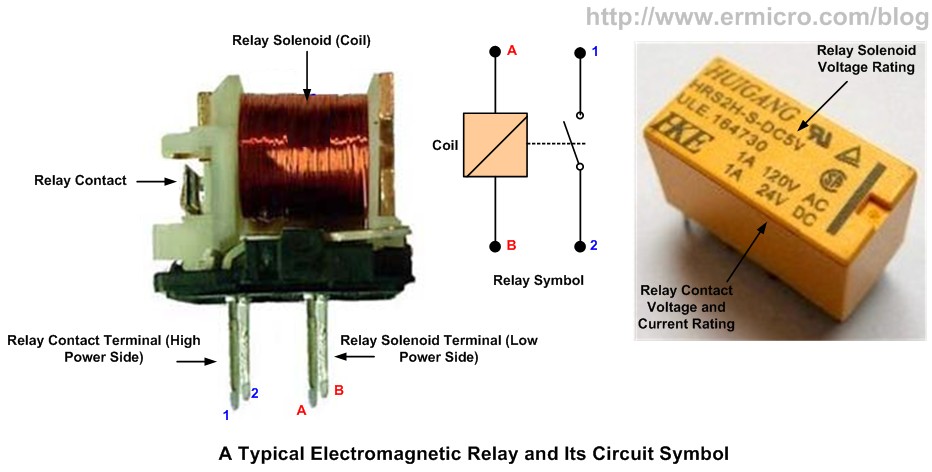 http://www.ermicro.com/blog
Relay Solenoid (Coil)
Relay Contact
Relay Contact Terminal (High
Power Side)
1
2
Relay Solenoid Terminal (Low
Power Side)
A
B
A
1
Coil
B
2
Relay Symbol
Relay Solenoid
Voltage Rating
HUIGANG
HRS2H-S-DC5V
ULE.164730
HKE
1A 120V AC
1A 24V DC
Relay Contact
Voltage and
Current Rating
A Typical Electromagnetic Relay and Its Circuit Symbol